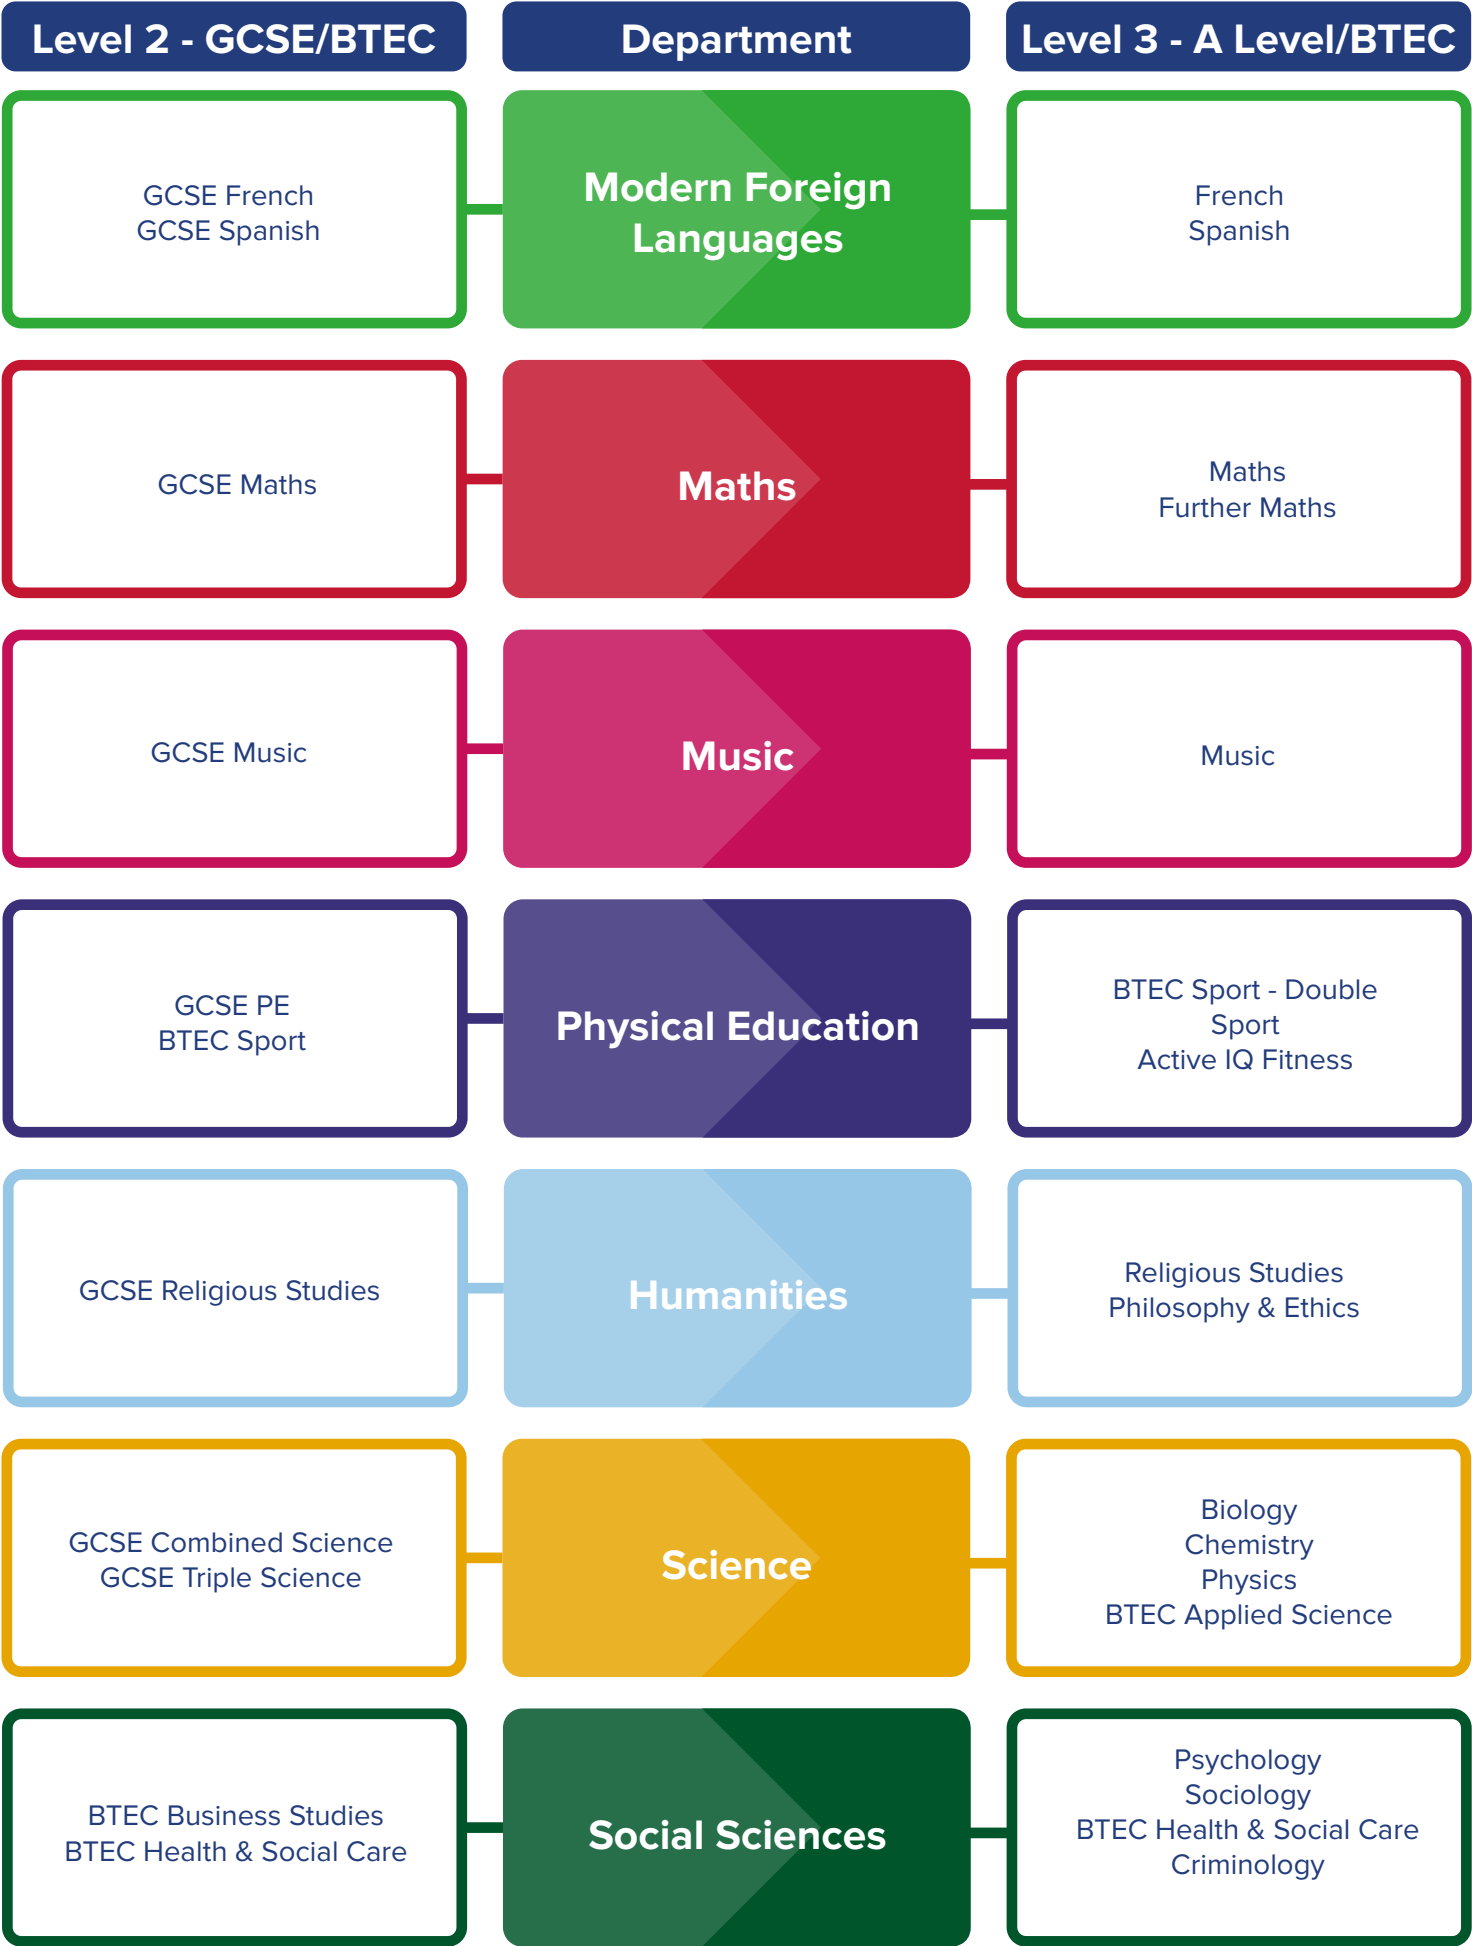 Level 2 - GCSE/BTEC
Department
Level 3 - A Level/BTEC
GCSE French
GCSE Spanish
Modern Foreign
Languages
French
Spanish
GCSE Maths
Maths
Maths
Further Maths
GCSE Music
Music
Music
GCSE PE
BTEC Sport
Physical Education
BTEC Sport - Double
Sport
Active IQ Fitness
GCSE Religious Studies
Humanities
Religious Studies
Philosophy & Ethics
GCSE Combined Science
GCSE Triple Science
Science
Biology
Chemistry
Physics
BTEC Applied Science
BTEC Business Studies
BTEC Health & Social Care
Social Sciences
Psychology
Sociology
BTEC Health & Social Care
Criminology